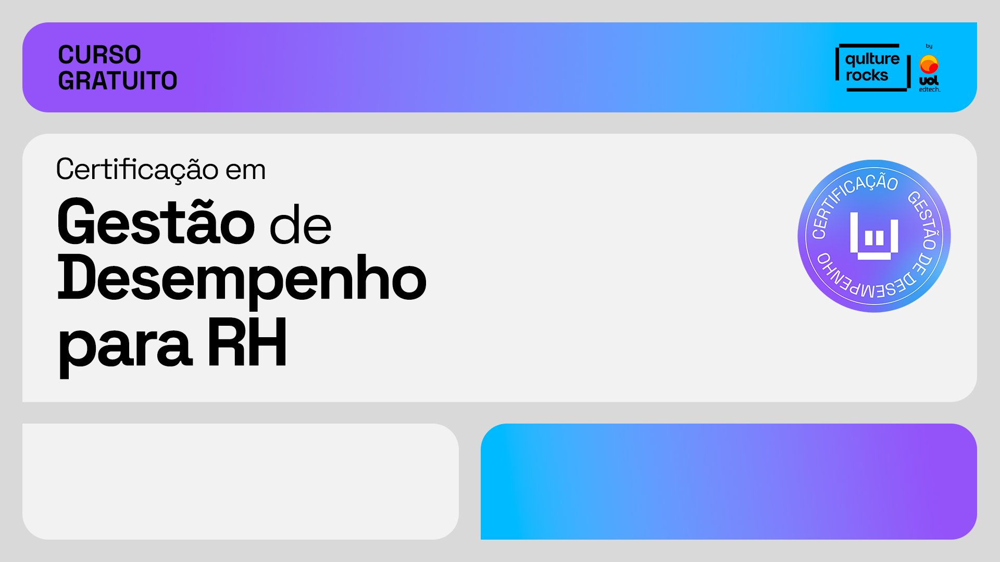 CURSO
GRATUITO
qulture
rocks
by
uol
edtech.
Certificação em
Gestão de
Desempenho
para RH
CERTIFICAÇÃO GESTÃO DE DESEMPENHO